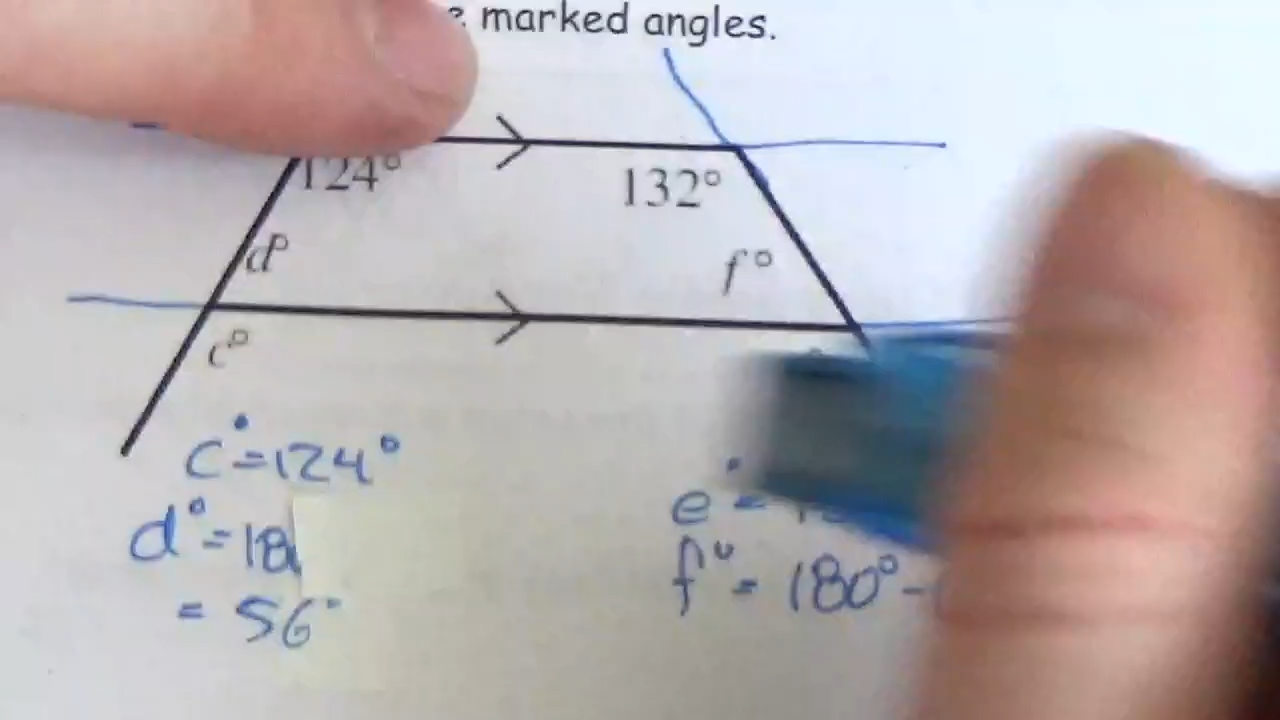 marked angles.
124° 132°
d° f°
c°
c° = 124°
d° = 18
= 56°
e° =
f° = 180° -